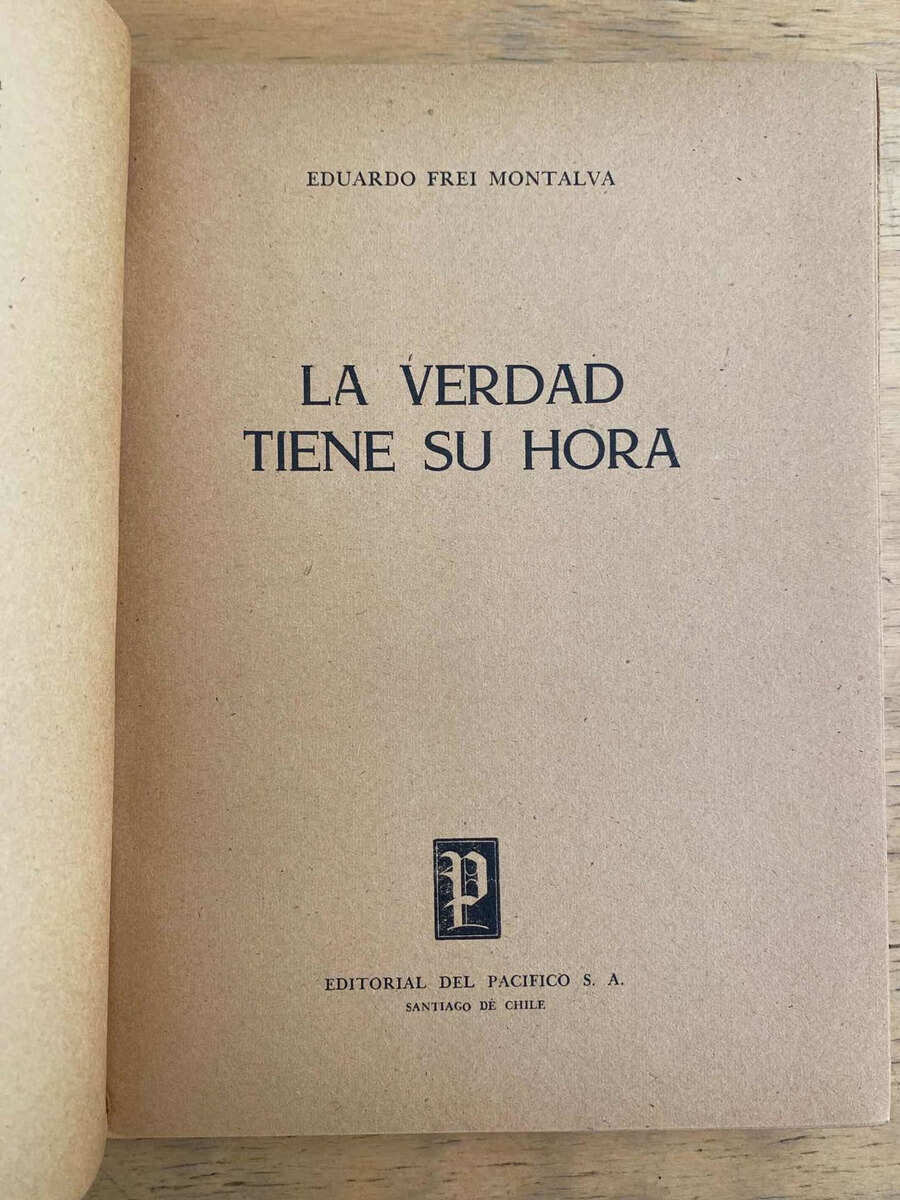 EDUARDO FREI MONTALVA
LA VERDAD
TIENE SU HORA
P
EDITORIAL DEL PACIFICO S. A.
SANTIAGO DE CHILE